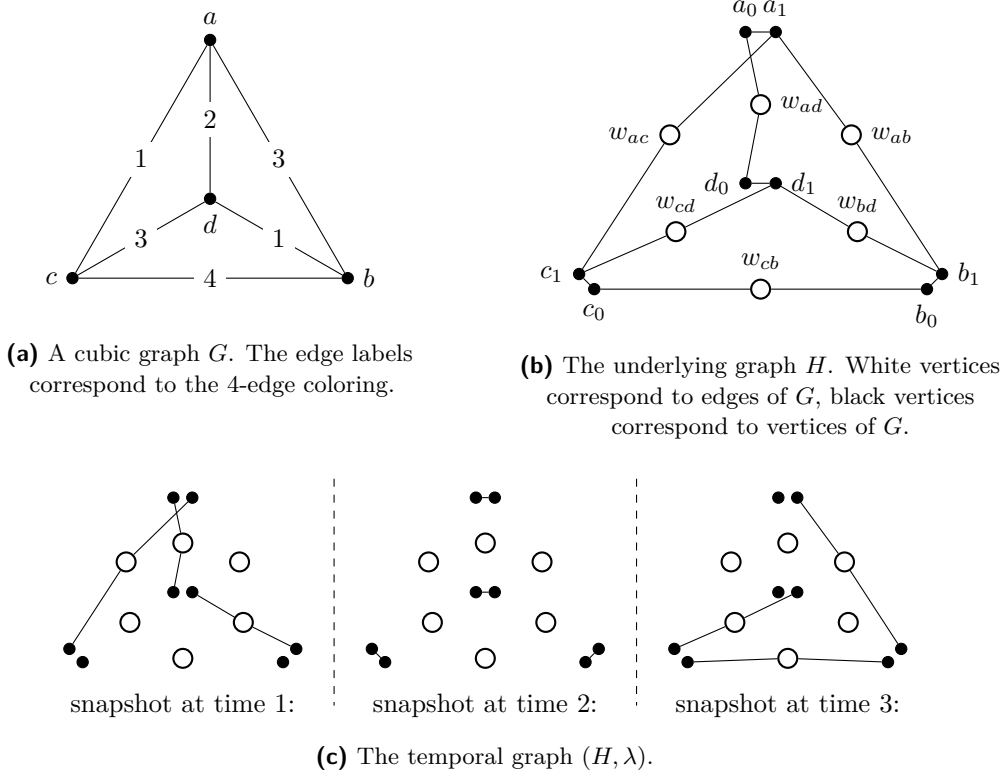 a
2
1
3
d
3
1
c
4
b
(a) A cubic graph G. The edge labels
correspond to the 4-edge coloring.
a₀ a₁
w_ad
w_ac
w_ab
d₀
d₁
w_cd
w_bd
w_cb
c₁
b₁
c₀
b₀
(b) The underlying graph H. White vertices
correspond to edges of G, black vertices
correspond to vertices of G.
snapshot at time 1:
snapshot at time 2:
snapshot at time 3:
(c) The temporal graph (H, λ).